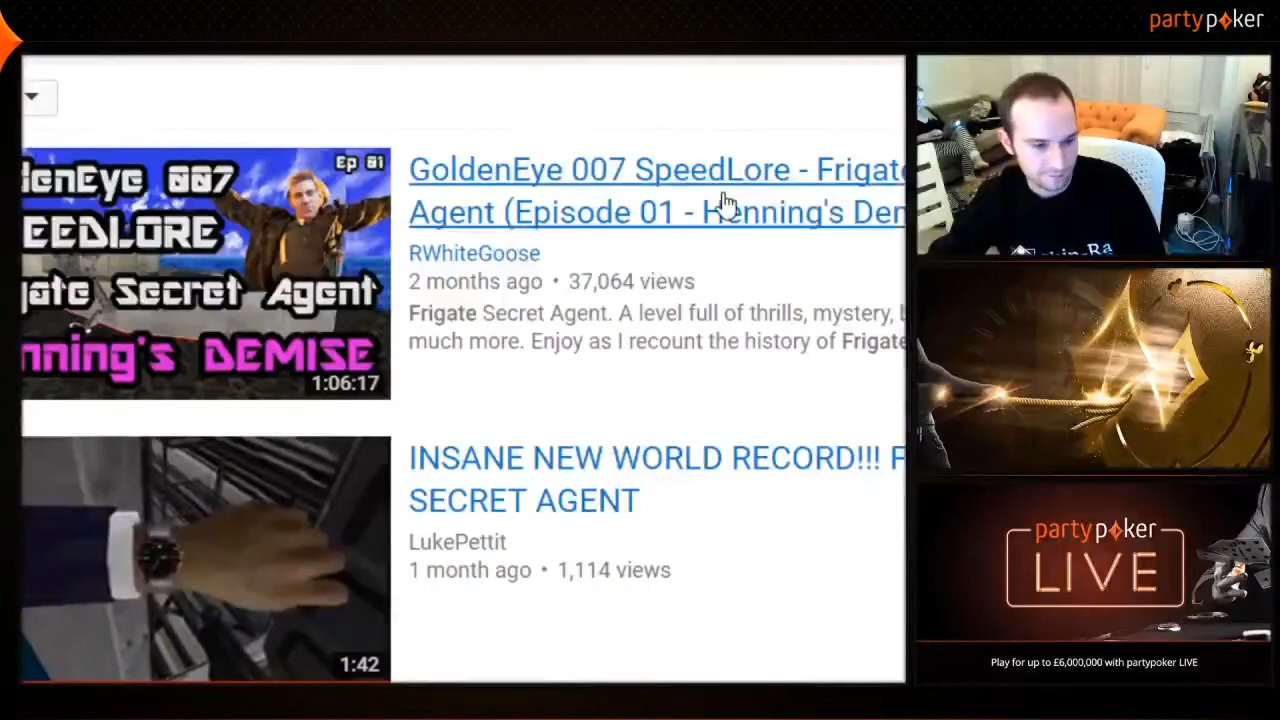 partypoker
Ep 01
lenEye 007
EEDLORE
gate Secret Agent
nning's DEMISE
1:06:17
GoldenEye 007 SpeedLore - Frigate
Agent (Episode 01 - Henning's Dem
RWhiteGoose
2 months ago • 37,064 views
Frigate Secret Agent. A level full of thrills, mystery,
much more. Enjoy as I recount the history of Frigate
INSANE NEW WORLD RECORD!!! F
SECRET AGENT
LukePettit
1 month ago • 1,114 views
1:42
partypoker
LIVE
Play for up to £6,000,000 with partypoker LIVE